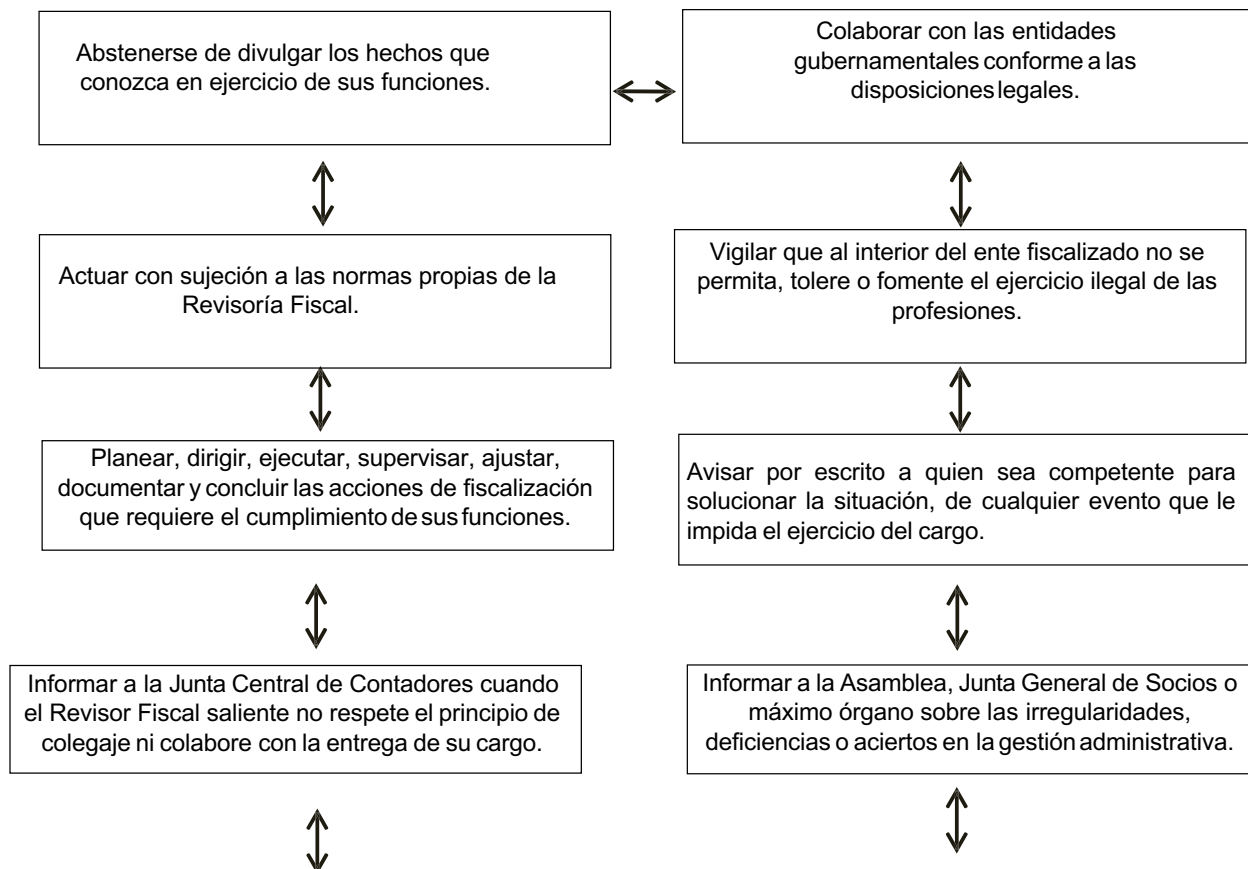 Abstenerse de divulgar los hechos que
conozca en ejercicio de sus funciones.
Colaborar con las entidades
gubernamentales conforme a las
disposiciones legales.
Actuar con sujeción a las normas propias de la
Revisoría Fiscal.
Vigilar que al interior del ente fiscalizado no se
permita, tolere o fomente el ejercicio ilegal de las
profesiones.
Planear, dirigir, ejecutar, supervisar, ajustar,
documentar y concluir las acciones de fiscalización
que requiere el cumplimiento de sus funciones.
Avisar por escrito a quien sea competente para
solucionar la situación, de cualquier evento que le
impida el ejercicio del cargo.
Informar a la Junta Central de Contadores cuando
el Revisor Fiscal saliente no respete el principio de
colegaje ni colabore con la entrega de su cargo.
Informar a la Asamblea, Junta General de Socios o
máximo órgano sobre las irregularidades,
deficiencias o aciertos en la gestión administrativa.